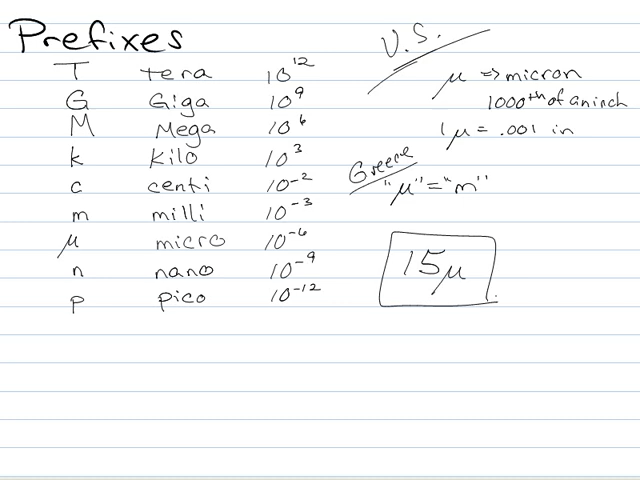 Prefixes
T tera 10^12
G Giga 10^9
M Mega 10^6
k kilo 10^3
c centi 10^-2
m milli 10^-3
μ micro 10^-6
n nano 10^-9
p pico 10^-12
U.S.
μ => micron
1000th of an inch
1 μ = .001 in
Greece
"μ" = "m"
15μ